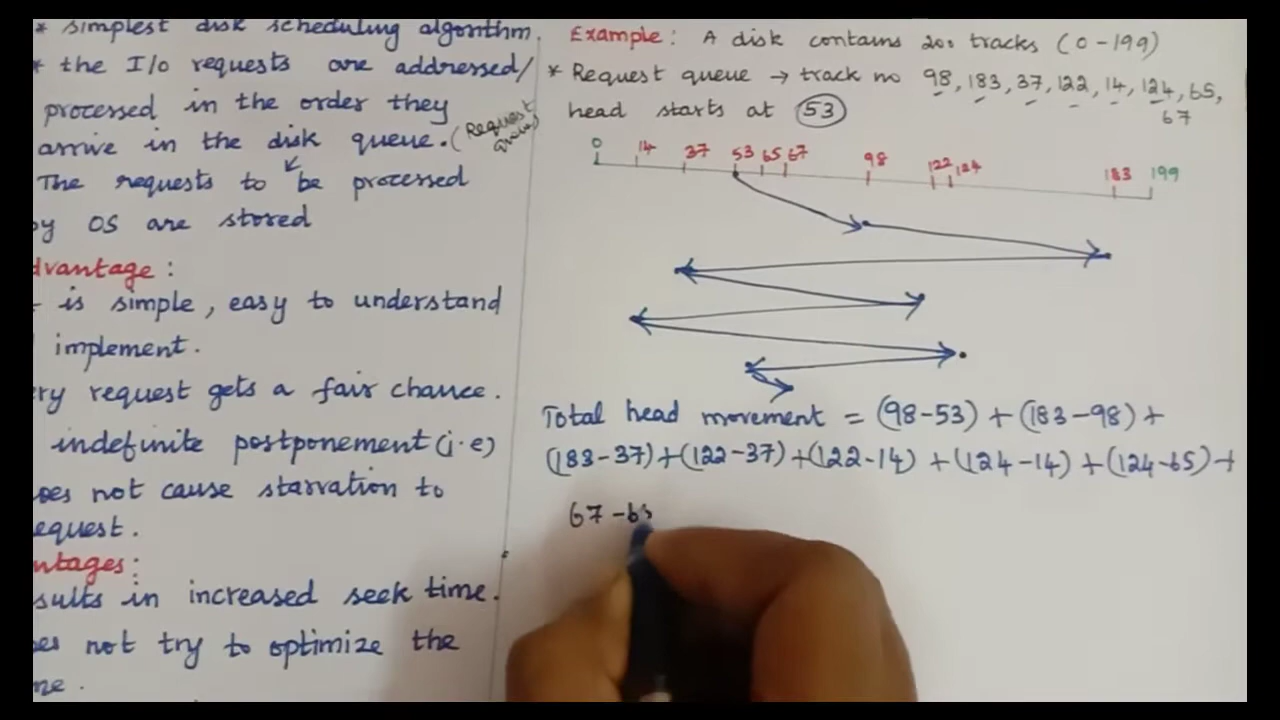 * simplest disk scheduling algorithm.
* the I/o requests are addressed/
processed in the order they
arrive in the disk queue. (Request
The requests to be processed
by OS are stored
dvantage:
is simple, easy to understand
implement.
ry request gets a fair chance.
indefinite postponement (i.e)
oes not cause starvation to
equest.
ntages:
sults in increased seek time.
oes not try to optimize the
me.
Example: A disk contains 200 tracks (0-199)
* Request queue → track no 98, 183, 37, 122, 14, 124, 65,
67
head starts at 53
0 14 37 53 65 67 98 122 124 183 199
Total head movement = (98-53) + (183-98) +
(183-37) + (122-37) + (122-14) + (124-14) + (124-65) +
67-65